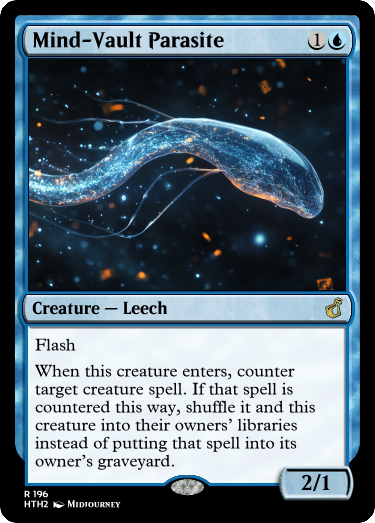 Mind-Vault Parasite 1
Creature — Leech
Flash
When this creature enters, counter
target creature spell. If that spell is
countered this way, shuffle it and this
creature into their owners' libraries
instead of putting that spell into its
owner's graveyard.
2/1
R 196
HTH2 Midjourney